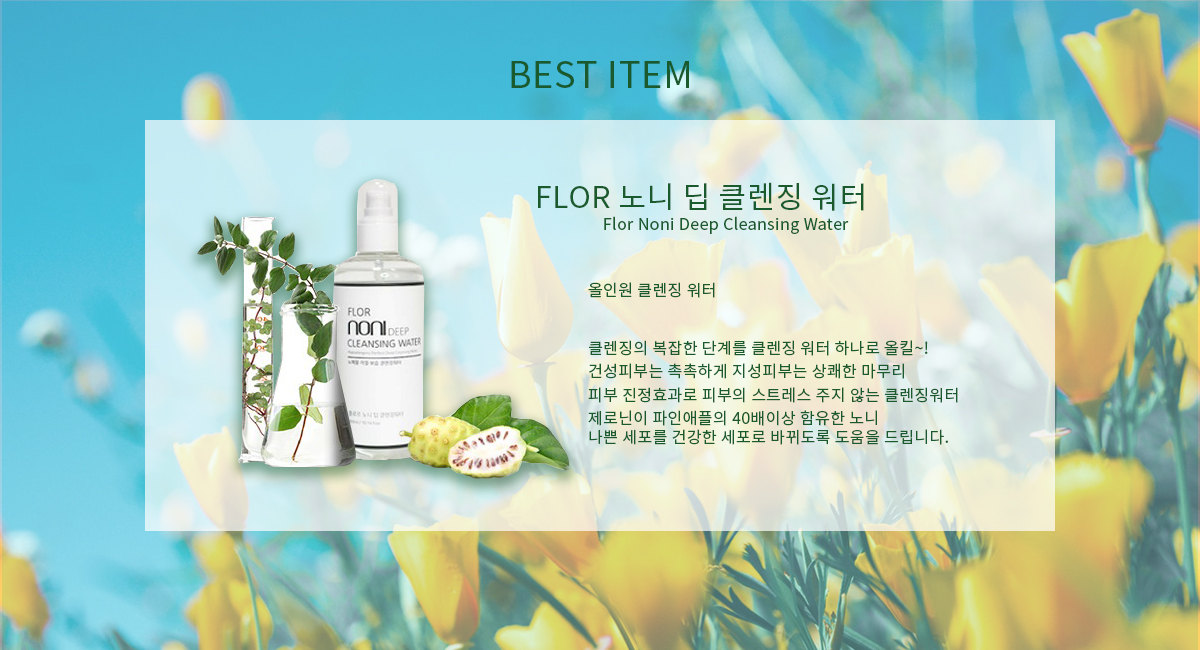 BEST ITEM
FLOR 노니 딥 클렌징 워터
Flor Noni Deep Cleansing Water
올인원 클렌징 워터
클렌징의 복잡한 단계를 클렌징 워터 하나로 올킬~!
건성피부는 촉촉하게 지성피부는 상쾌한 마무리
피부 진정효과로 피부의 스트레스 주지 않는 클렌징워터
제로닌이 파인애플의 40배이상 함유한 노니
나쁜 세포를 건강한 세포로 바뀌도록 도움을 드립니다.
FLOR
noni DEEP
CLEANSING WATER